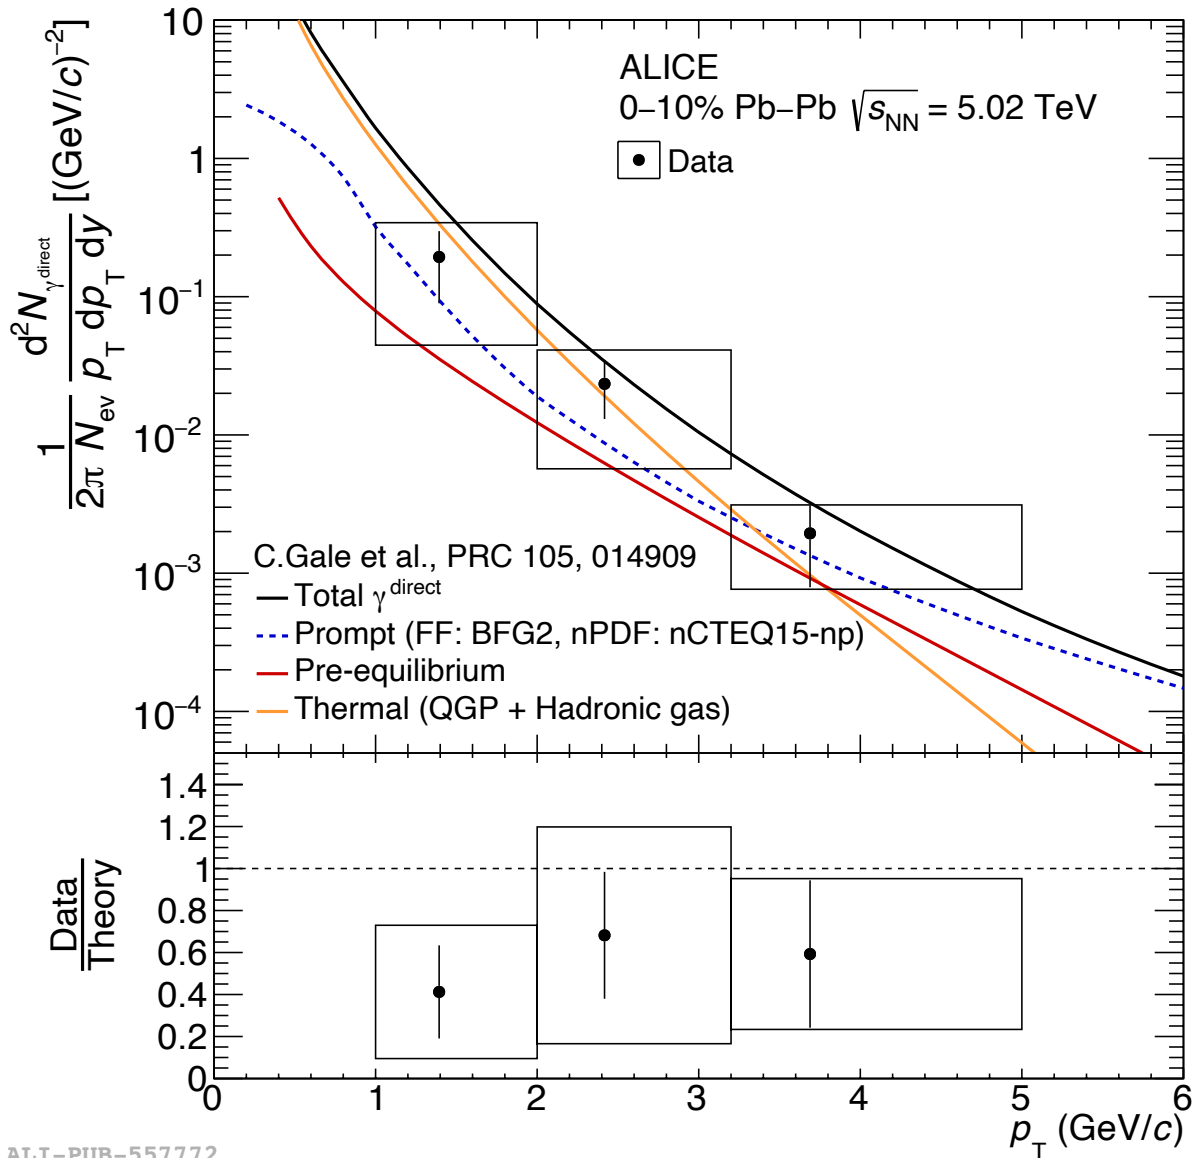 ALICE
0–10% Pb–Pb √sNN = 5.02 TeV
Data
1/(2π Nev) d²Nγdirect/(pT dpT dy) [(GeV/c)−2]
10
1
10−1
10−2
10−3
10−4
C.Gale et al., PRC 105, 014909
Total γ direct
Prompt (FF: BFG2, nPDF: nCTEQ15-np)
Pre-equilibrium
Thermal (QGP + Hadronic gas)
Data
Theory
1.4
1.2
1
0.8
0.6
0.4
0.2
0
0 1 2 3 4 5 6
pT (GeV/c)
ALI-PUB-557772